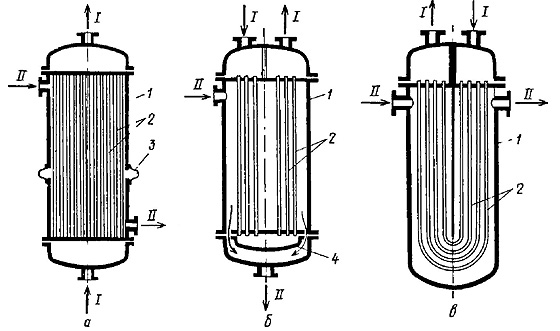 I I I I I
II II II II
1 1 1
2 2 2
3
II
4
I II
а б в